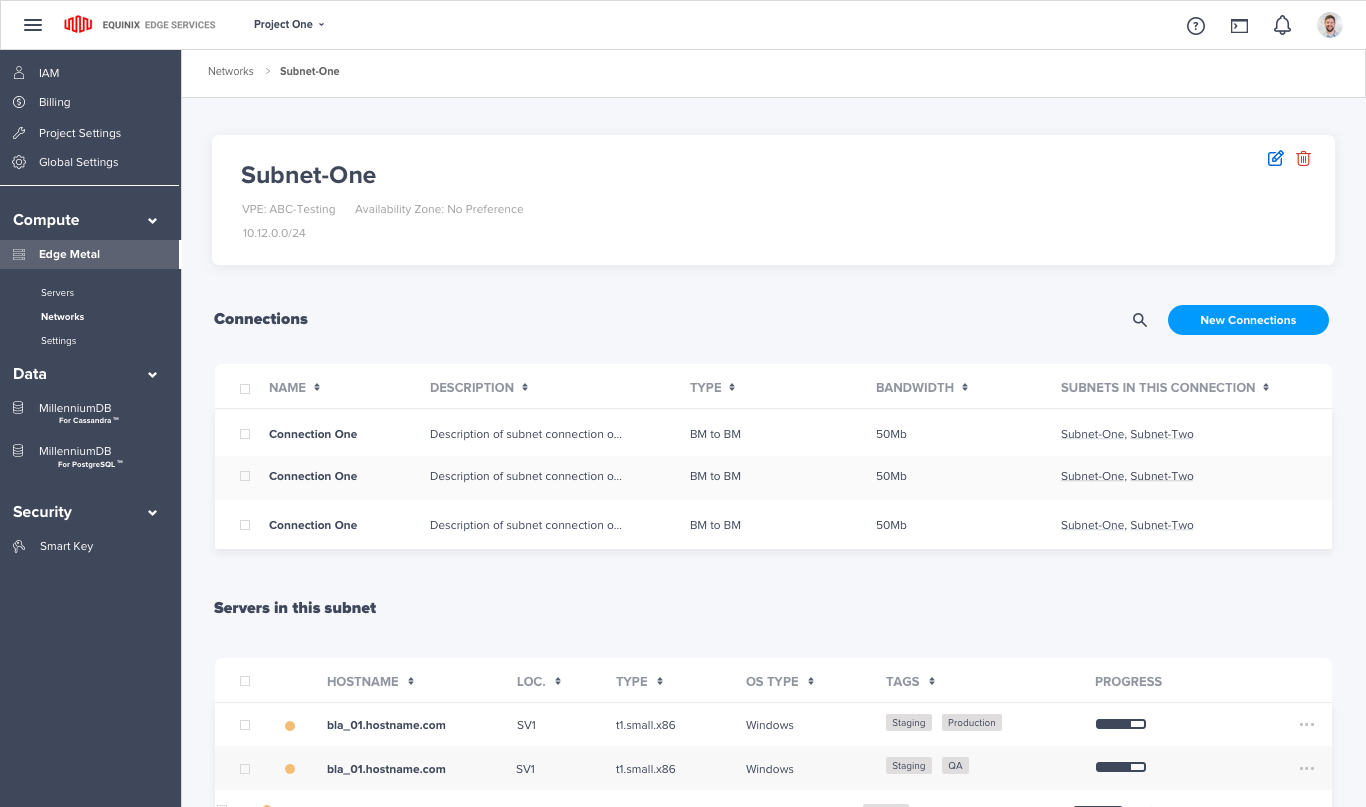 EQUINIX EDGE SERVICES
Project One
IAM
Billing
Project Settings
Global Settings
Compute
Edge Metal
Servers
Networks
Settings
Data
MillenniumDB
For Cassandra ™
MillenniumDB
For PostgreSQL ™
Security
Smart Key
Networks > Subnet-One
Subnet-One
VPE: ABC-Testing Availability Zone: No Preference
10.12.0.0/24
Connections
New Connections
NAME DESCRIPTION TYPE BANDWIDTH SUBNETS IN THIS CONNECTION
Connection One Description of subnet connection o... BM to BM 50Mb Subnet-One, Subnet-Two
Connection One Description of subnet connection o... BM to BM 50Mb Subnet-One, Subnet-Two
Connection One Description of subnet connection o... BM to BM 50Mb Subnet-One, Subnet-Two
Servers in this subnet
HOSTNAME LOC. TYPE OS TYPE TAGS PROGRESS
bla_01.hostname.com SV1 t1.small.x86 Windows Staging Production
bla_01.hostname.com SV1 t1.small.x86 Windows Staging QA